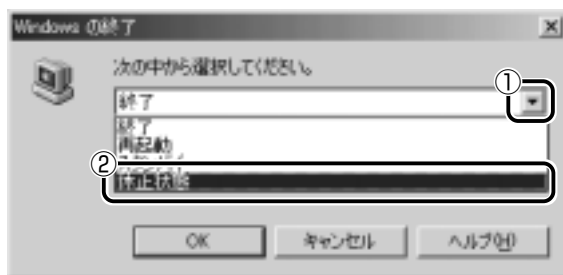 Windows の終了
次の中から選択してください。
①
終了
終了
再起動
②
休止状態
OK
キャンセル
ヘルプ(H)